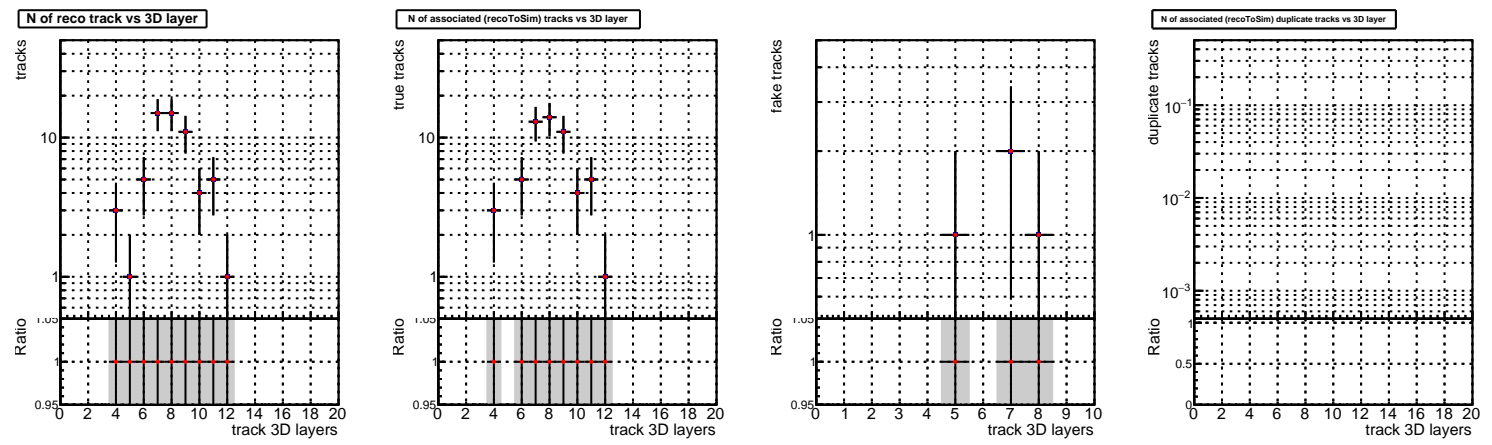 N of reco track vs 3D layer
tracks
10
1
Ratio
1.05
1
0.95
0 2 4 6 8 10 12 14 16 18 20
track 3D layers
N of associated (recoToSim) tracks vs 3D layer
true tracks
10
1
Ratio
1.05
1
0.95
0 2 4 6 8 10 12 14 16 18 20
track 3D layers
fake tracks
1
Ratio
1.05
1
0.95
0 1 2 3 4 5 6 7 8 9 10
track 3D layers
N of associated (recoToSim) duplicate tracks vs 3D layer
duplicate tracks
10⁻¹
10⁻²
10⁻³
Ratio
1
0.5
0
0 2 4 6 8 10 12 14 16 18 20
track 3D layers